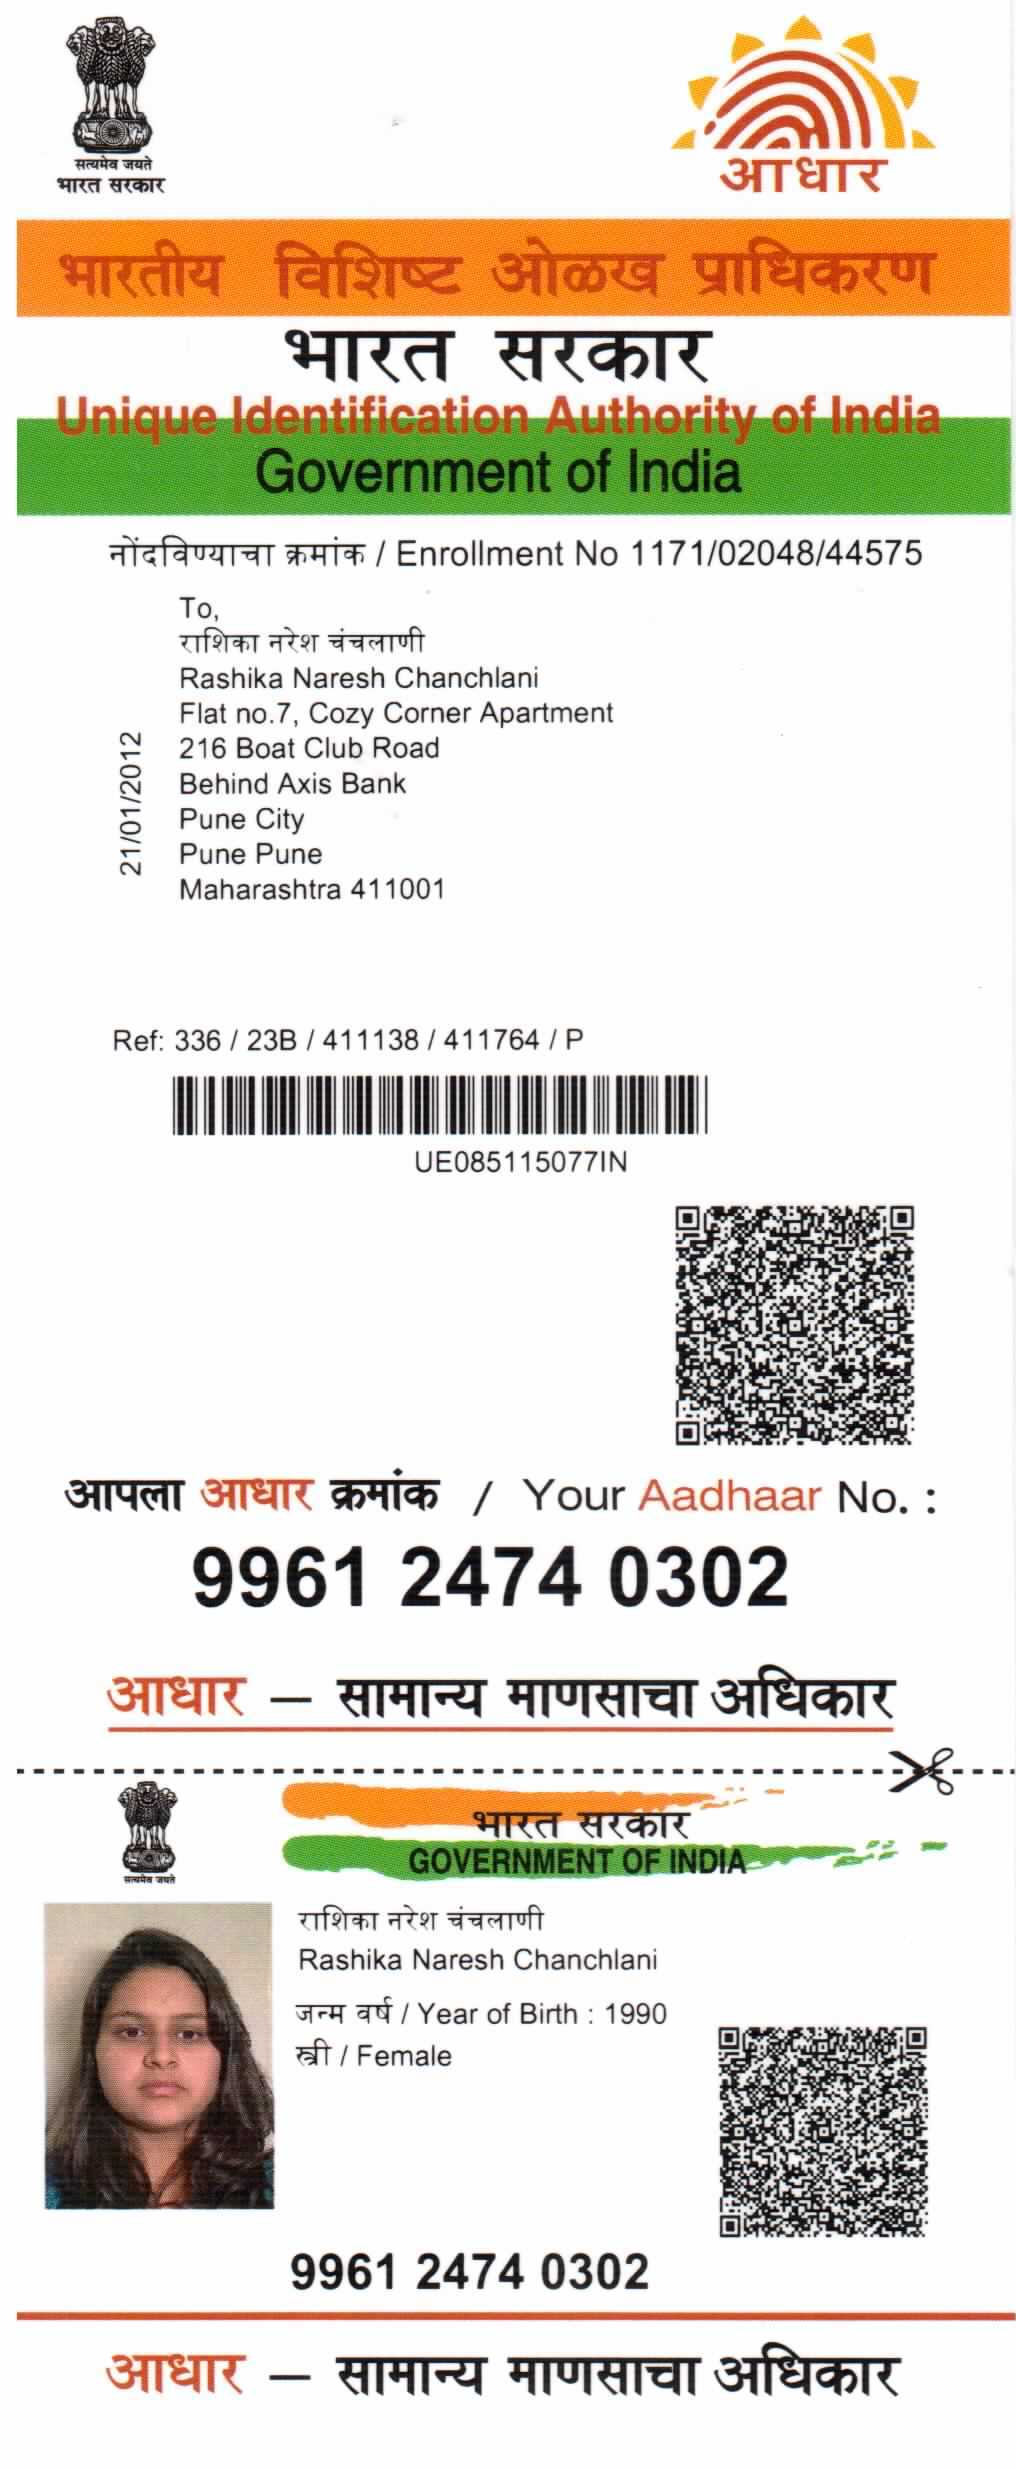 सत्यमेव जयते
भारत सरकार
आधार
भारतीय विशिष्ट ओळख प्राधिकरण
भारत सरकार
Unique Identification Authority of India
Government of India
नोंदविण्याचा क्रमांक / Enrollment No 1171/02048/44575
To,
राशिका नरेश चंचलाणी
Rashika Naresh Chanchlani
Flat no.7, Cozy Corner Apartment
216 Boat Club Road
Behind Axis Bank
Pune City
Pune Pune
Maharashtra 411001
21/01/2012
Ref: 336 / 23B / 411138 / 411764 / P
UE085115077IN
आपला आधार क्रमांक / Your Aadhaar No. :
9961 2474 0302
आधार — सामान्य माणसाचा अधिकार
सत्यमेव जयते
भारत सरकार
GOVERNMENT OF INDIA
राशिका नरेश चंचलाणी
Rashika Naresh Chanchlani
जन्म वर्ष / Year of Birth : 1990
स्त्री / Female
9961 2474 0302
आधार — सामान्य माणसाचा अधिकार